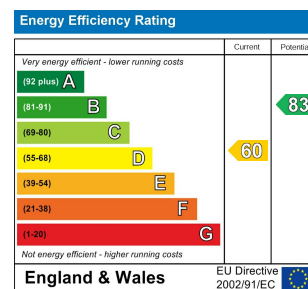 Energy Efficiency Rating
Current Potentia
Very energy efficient - lower running costs
(92 plus) A
(81-91) B 83
(69-80) C
(55-68) D 60
(39-54) E
(21-38) F
(1-20) G
Not energy efficient - higher running costs
England & Wales
EU Directive
2002/91/EC